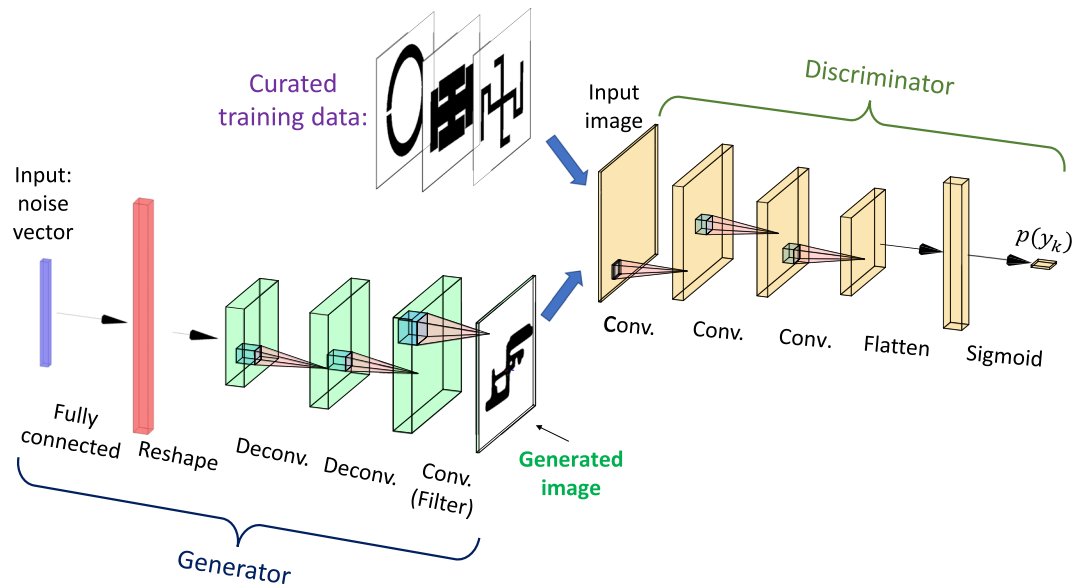 Curated
training data:
Input
image
Discriminator
Input:
noise
vector
p(y_k)
Conv.
Conv.
Conv.
Flatten
Sigmoid
Fully
connected
Reshape
Deconv.
Deconv.
Conv.
(Filter)
Generated
image
Generator